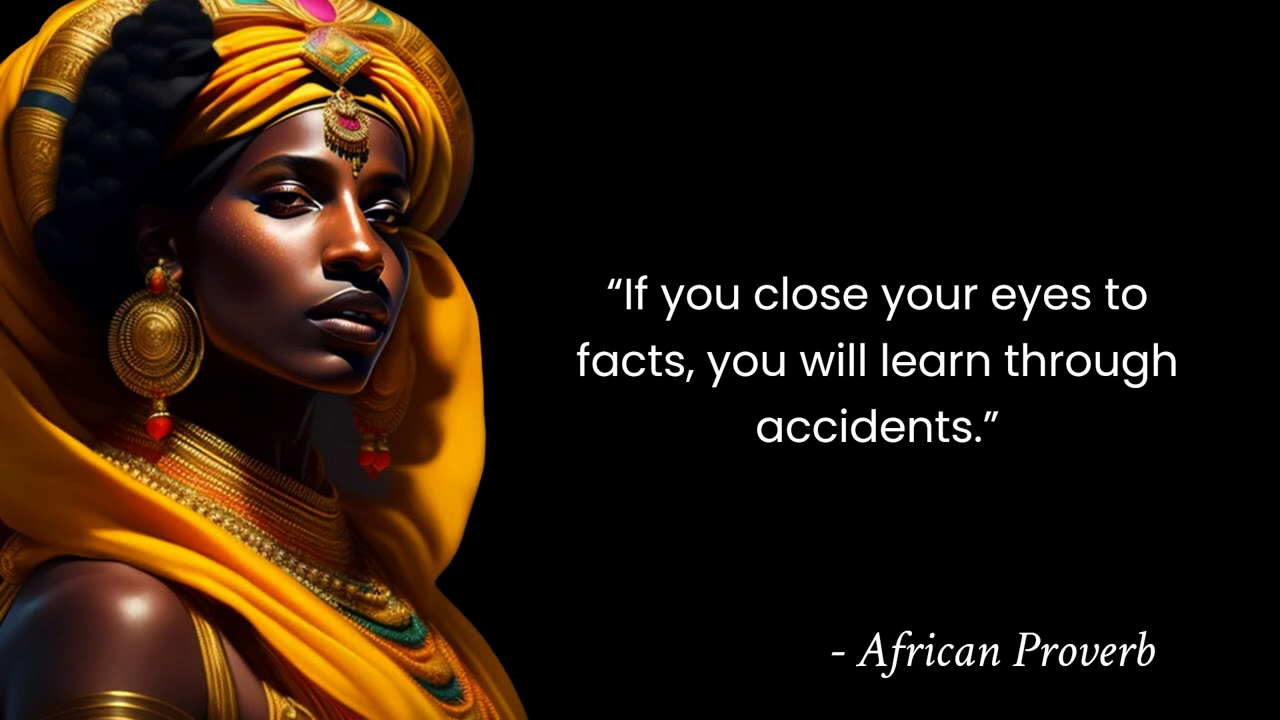 “If you close your eyes to
facts, you will learn through
accidents.”
- African Proverb